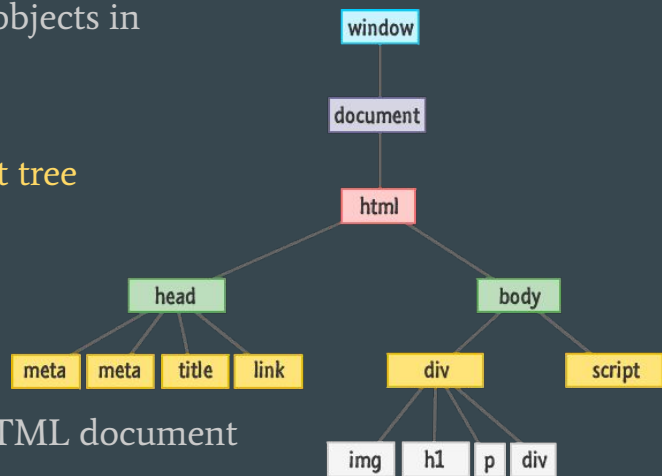 objects in
window
document
t tree
html
head body
meta meta title link div script
TML document
img h1 p div